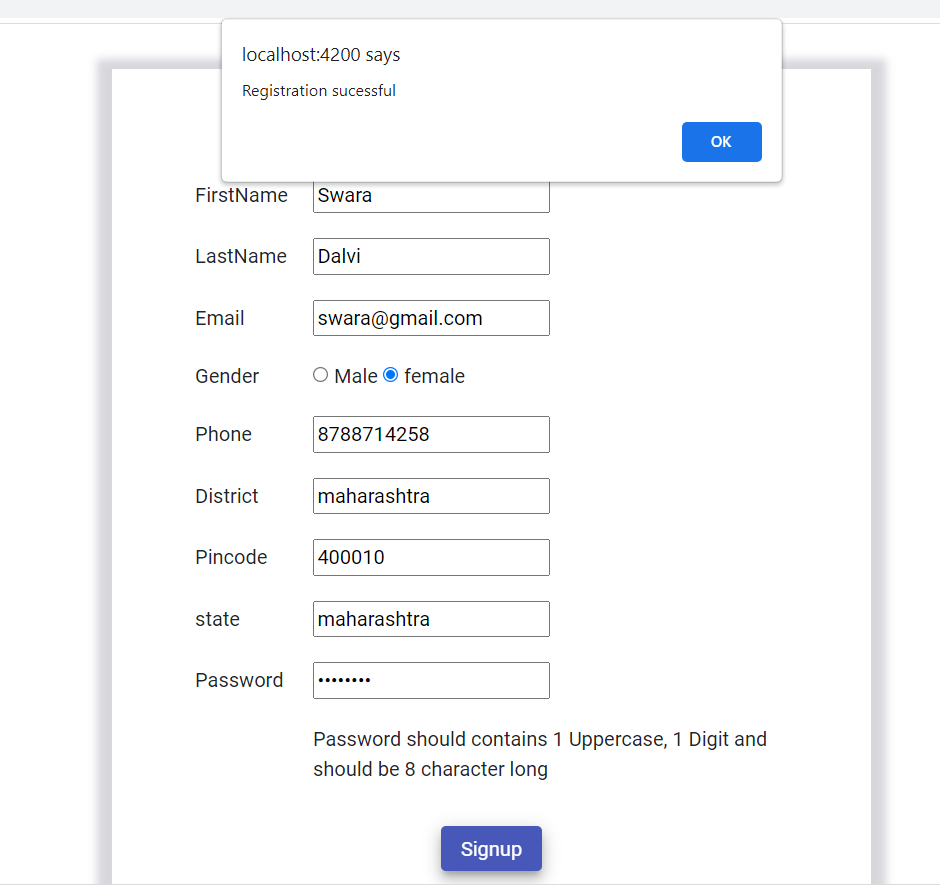 localhost:4200 says
Registration sucessful
OK
FirstName Swara
LastName Dalvi
Email swara@gmail.com
Gender Male female
Phone 8788714258
District maharashtra
Pincode 400010
state maharashtra
Password ••••••••
Password should contains 1 Uppercase, 1 Digit and
should be 8 character long
Signup